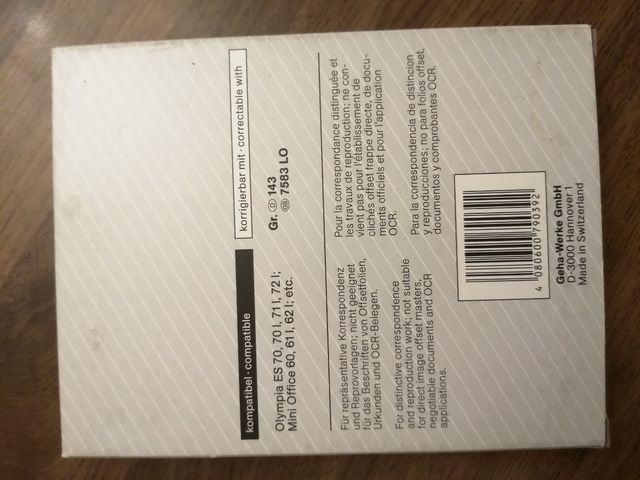 kompatibel · compatible
korrigierbar mit · correctable with
Olympia ES 70, 70 I, 71 I, 72 I;
Mini Office 60, 61 I, 62 I; etc.
Gr. D 143
GB 7583 LO
Für repräsentative Korrespondenz
und Reprovorlagen; nicht geeignet
für das Beschriften von Offsetfolien,
Urkunden und OCR-Belegen.
For distinctive correspondence
and reproduction work; not suitable
for direct image offset masters,
negotiable documents and OCR
applications.
Pour la correspondance distinguée et
les travaux de reproduction; ne con-
vient pas pour l'établissement de
clichés offset frappe directe, de docu-
ments officiels et pour l'application
OCR.
Para la correspondencia de distincion
y reproducciones; no para folios offset,
documentos y comprobantes OCR.
4 080600 790392
Geha-Werke GmbH
D-3000 Hannover 1
Made in Switzerland